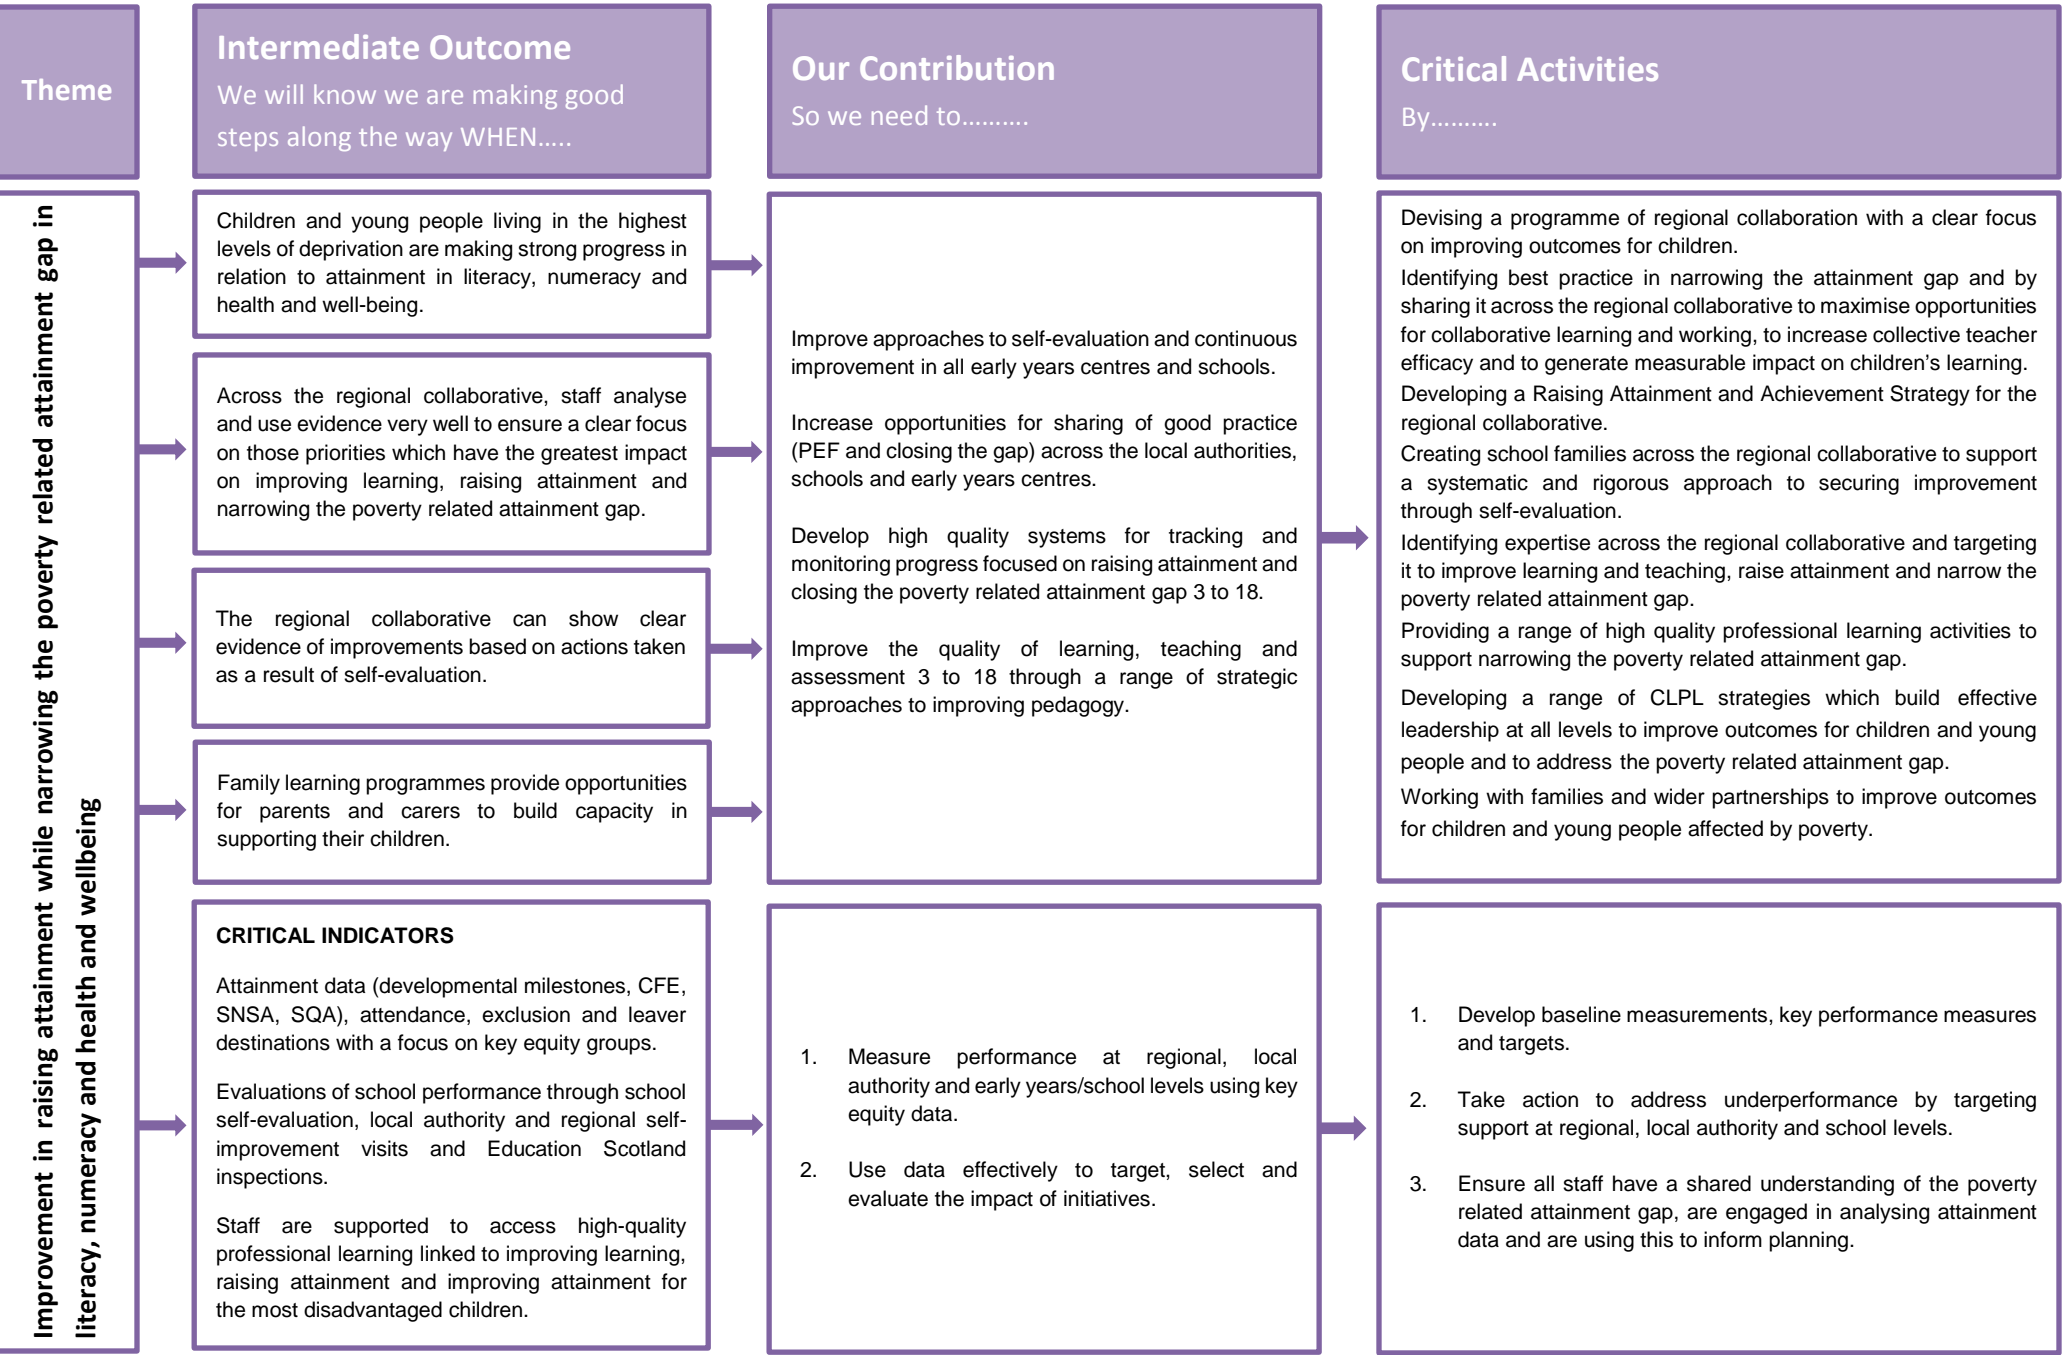 Theme
Intermediate Outcome
We will know we are making good
steps along the way WHEN.....
Our Contribution
So we need to……….
Critical Activities
By……….
Improvement in raising attainment while narrowing the poverty related attainment gap in
literacy, numeracy and health and wellbeing
Children and young people living in the highest
levels of deprivation are making strong progress in
relation to attainment in literacy, numeracy and
health and well-being.
Across the regional collaborative, staff analyse
and use evidence very well to ensure a clear focus
on those priorities which have the greatest impact
on improving learning, raising attainment and
narrowing the poverty related attainment gap.
The regional collaborative can show clear
evidence of improvements based on actions taken
as a result of self-evaluation.
Family learning programmes provide opportunities
for parents and carers to build capacity in
supporting their children.
Improve approaches to self-evaluation and continuous
improvement in all early years centres and schools.
Increase opportunities for sharing of good practice
(PEF and closing the gap) across the local authorities,
schools and early years centres.
Develop high quality systems for tracking and
monitoring progress focused on raising attainment and
closing the poverty related attainment gap 3 to 18.
Improve the quality of learning, teaching and
assessment 3 to 18 through a range of strategic
approaches to improving pedagogy.
Devising a programme of regional collaboration with a clear focus
on improving outcomes for children.
Identifying best practice in narrowing the attainment gap and by
sharing it across the regional collaborative to maximise opportunities
for collaborative learning and working, to increase collective teacher
efficacy and to generate measurable impact on children’s learning.
Developing a Raising Attainment and Achievement Strategy for the
regional collaborative.
Creating school families across the regional collaborative to support
a systematic and rigorous approach to securing improvement
through self-evaluation.
Identifying expertise across the regional collaborative and targeting
it to improve learning and teaching, raise attainment and narrow the
poverty related attainment gap.
Providing a range of high quality professional learning activities to
support narrowing the poverty related attainment gap.
Developing a range of CLPL strategies which build effective
leadership at all levels to improve outcomes for children and young
people and to address the poverty related attainment gap.
Working with families and wider partnerships to improve outcomes
for children and young people affected by poverty.
CRITICAL INDICATORS
Attainment data (developmental milestones, CFE,
SNSA, SQA), attendance, exclusion and leaver
destinations with a focus on key equity groups.
Evaluations of school performance through school
self-evaluation, local authority and regional self-
improvement visits and Education Scotland
inspections.
Staff are supported to access high-quality
professional learning linked to improving learning,
raising attainment and improving attainment for
the most disadvantaged children.
1. Measure performance at regional, local
authority and early years/school levels using key
equity data.
2. Use data effectively to target, select and
evaluate the impact of initiatives.
1. Develop baseline measurements, key performance measures
and targets.
2. Take action to address underperformance by targeting
support at regional, local authority and school levels.
3. Ensure all staff have a shared understanding of the poverty
related attainment gap, are engaged in analysing attainment
data and are using this to inform planning.